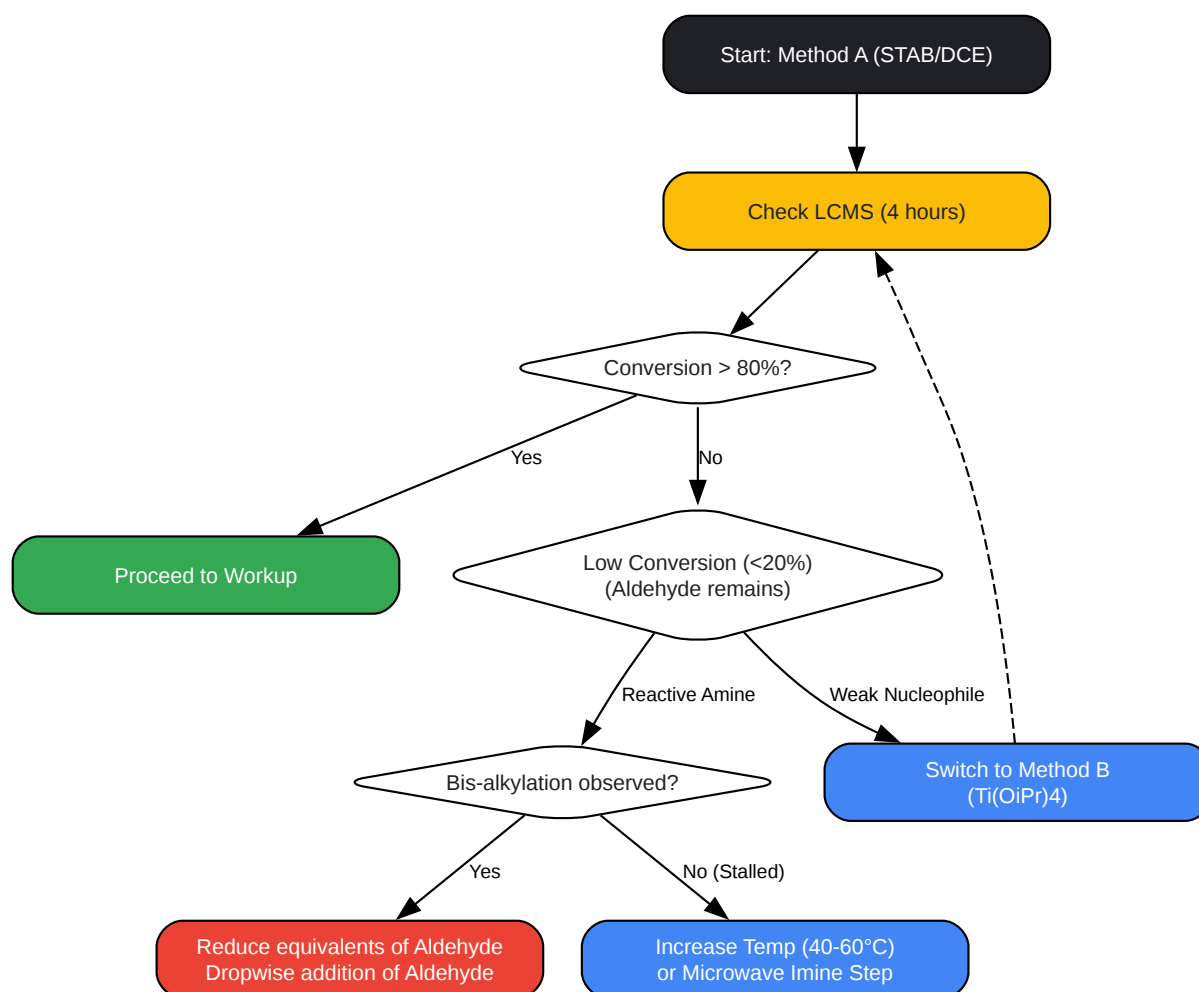 Start: Method A (STAB/DCE)
Check LCMS (4 hours)
Conversion > 80%?
Yes
No
Proceed to Workup
Low Conversion (<20%)
(Aldehyde remains)
Reactive Amine
Weak Nucleophile
Bis-alkylation observed?
Switch to Method B
(Ti(OiPr)4)
Yes
No (Stalled)
Reduce equivalents of Aldehyde
Dropwise addition of Aldehyde
Increase Temp (40-60°C)
or Microwave Imine Step